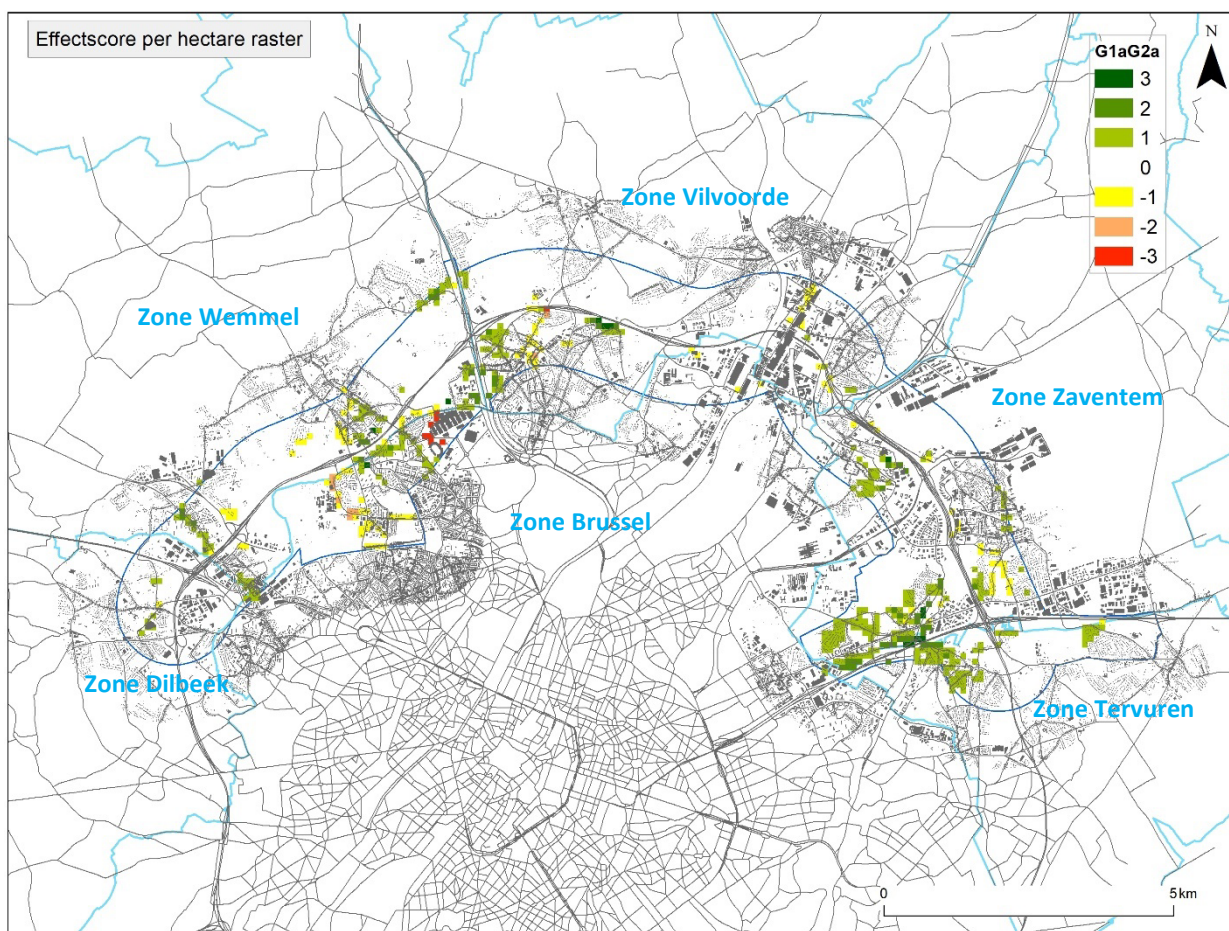 Effectscore per hectare raster
N
G1aG2a
3
2
1
0
-1
-2
-3
Zone Vilvoorde
Zone Wemmel
Zone Zaventem
Zone Brussel
Zone Dilbeek
Zone Tervuren
0
5km